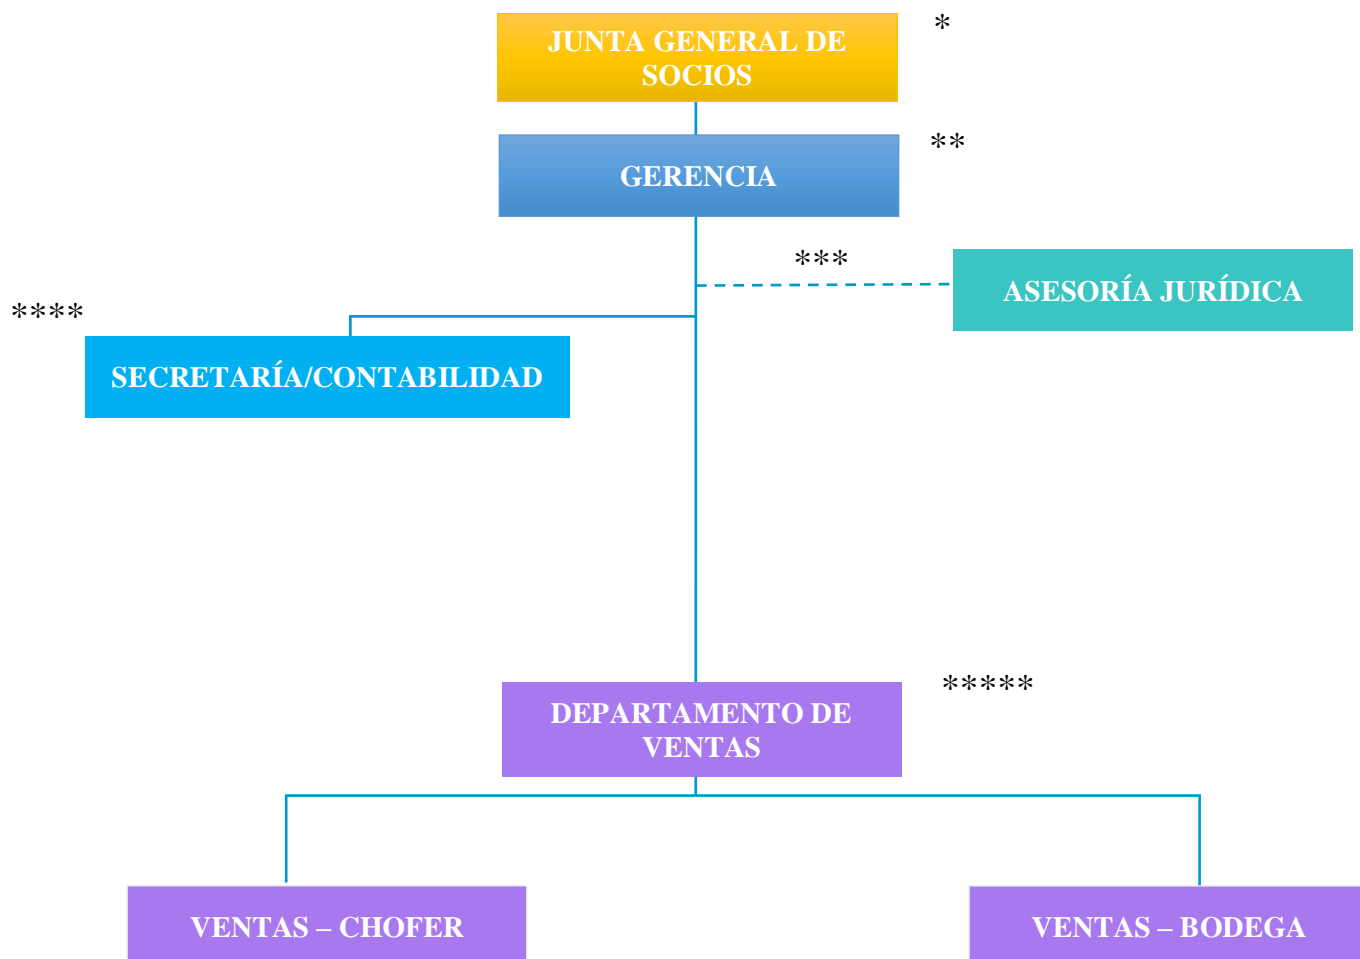 JUNTA GENERAL DE
SOCIOS
*
GERENCIA
**
***
ASESORÍA JURÍDICA
****
SECRETARÍA/CONTABILIDAD
DEPARTAMENTO DE
VENTAS
*****
VENTAS – CHOFER
VENTAS – BODEGA